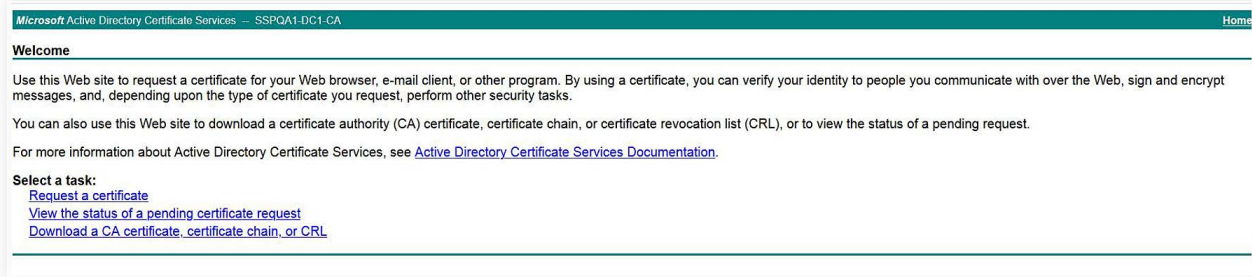 Microsoft Active Directory Certificate Services -- SSPQA1-DC1-CA Home
Welcome
Use this Web site to request a certificate for your Web browser, e-mail client, or other program. By using a certificate, you can verify your identity to people you communicate with over the Web, sign and encrypt
messages, and, depending upon the type of certificate you request, perform other security tasks.
You can also use this Web site to download a certificate authority (CA) certificate, certificate chain, or certificate revocation list (CRL), or to view the status of a pending request.
For more information about Active Directory Certificate Services, see Active Directory Certificate Services Documentation.
Select a task:
Request a certificate
View the status of a pending certificate request
Download a CA certificate, certificate chain, or CRL